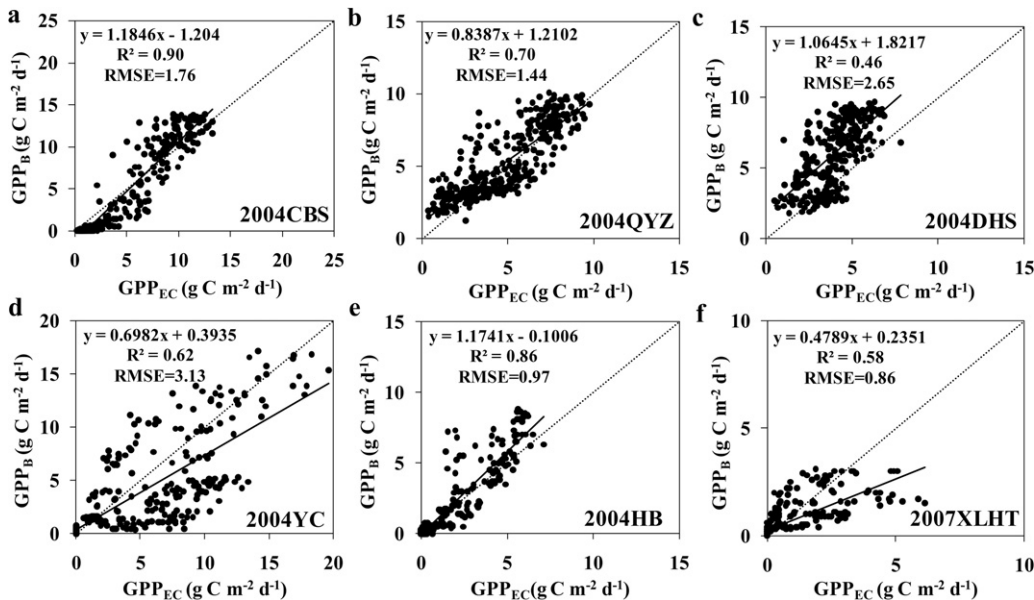 a
y = 1.1846x - 1.204
R² = 0.90
RMSE=1.76
2004CBS
25
20
15
10
5
0
0 5 10 15 20 25
GPP_B (g C m⁻² d⁻¹)
GPP_EC (g C m⁻² d⁻¹)
b
y = 0.8387x + 1.2102
R² = 0.70
RMSE=1.44
2004QYZ
15
10
5
0
0 5 10 15
GPP_B (g C m⁻² d⁻¹)
GPP_EC (g C m⁻² d⁻¹)
c
y = 1.0645x + 1.8217
R² = 0.46
RMSE=2.65
2004DHS
15
10
5
0
0 5 10 15
GPP_B (g C m⁻² d⁻¹)
GPP_EC(g C m⁻² d⁻¹)
d
y = 0.6982x + 0.3935
R² = 0.62
RMSE=3.13
2004YC
20
15
10
5
0
0 5 10 15 20
GPP_B (g C m⁻² d⁻¹)
GPP_EC (g C m⁻² d⁻¹)
e
y = 1.1741x - 0.1006
R² = 0.86
RMSE=0.97
2004HB
15
10
5
0
0 5 10 15
GPP_B (g C m⁻² d⁻¹)
GPP_EC (g C m⁻² d⁻¹)
f
y = 0.4789x + 0.2351
R² = 0.58
RMSE=0.86
2007XLHT
10
5
0
0 5 10
GPP_B (g C m⁻² d⁻¹)
GPP_EC (g C m⁻² d⁻¹)